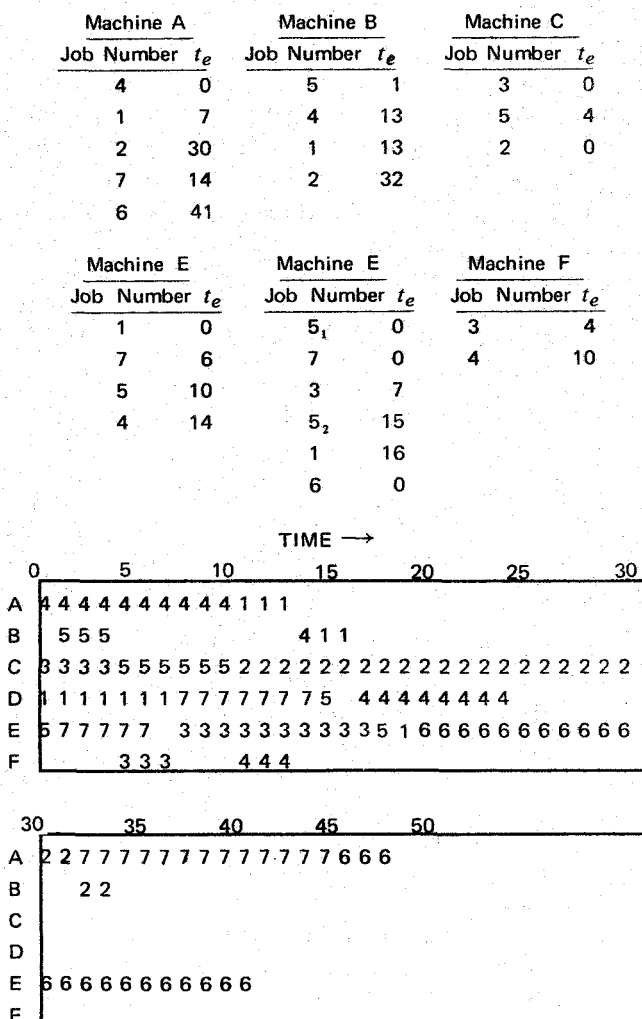 Machine A Machine B Machine C
Job Number t_e Job Number t_e Job Number t_e
4 0 5 1 3 0
1 7 4 13 5 4
2 30 1 13 2 0
7 14 2 32
6 41
Machine E Machine E Machine F
Job Number t_e Job Number t_e Job Number t_e
1 0 5₁ 0 3 4
7 6 7 0 4 10
5 10 3 7
4 14 5₂ 15
1 16
6 0
TIME →
0 5 10 15 20 25 30
A 4 4 4 4 4 4 4 4 4 4 1 1 1
B 5 5 5 4 1 1
C 3 3 3 3 5 5 5 5 5 5 2 2 2 2 2 2 2 2 2 2 2 2 2 2 2 2 2 2 2 2
D 1 1 1 1 1 1 1 7 7 7 7 7 7 7 5 4 4 4 4 4 4 4 4
E 5 7 7 7 7 7 3 3 3 3 3 3 3 3 3 3 5 1 6 6 6 6 6 6 6 6 6 6 6
F 3 3 3 4 4 4
30 35 40 45 50
A 2 2 7 7 7 7 7 7 7 7 7 7 7 7 7 6 6 6
B 2 2
C
D
E 6 6 6 6 6 6 6 6 6 6 6
F